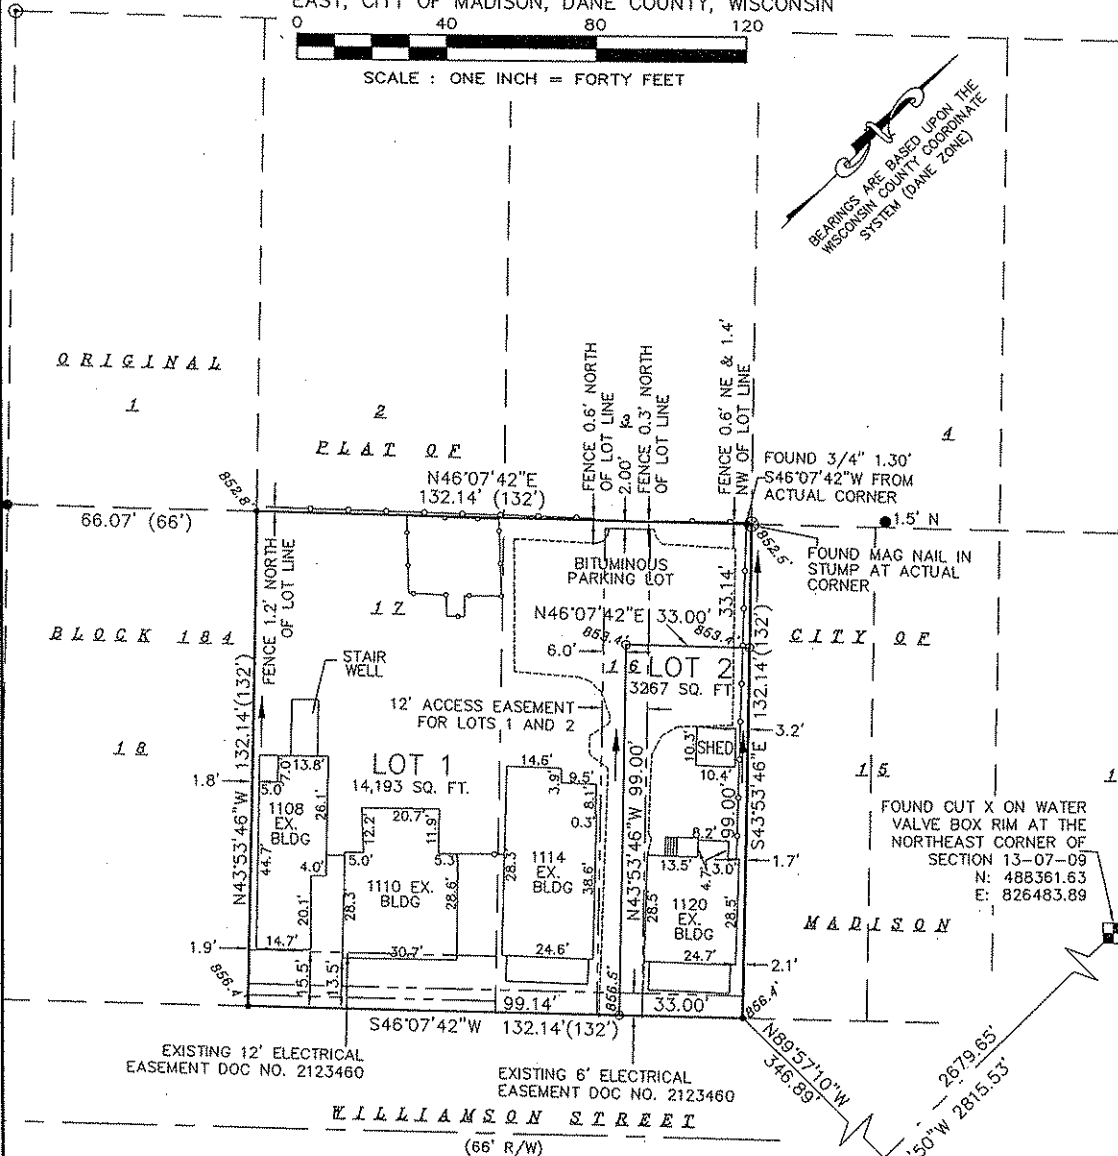 EAST, CITY OF MADISON, DANE COUNTY, WISCONSIN
0 40 80 120
SCALE : ONE INCH = FORTY FEET
BEARINGS ARE BASED UPON THE
WISCONSIN COUNTY COORDINATE
SYSTEM (DANE ZONE)
ORIGINAL
1
2
PLAT OF
3
4
FENCE 0.6' NORTH
OF LOT LINE
2.00'
FENCE 0.3' NORTH
OF LOT LINE
FENCE 0.6' NE & 1.4'
NW OF LOT LINE
N46°07'42"E
132.14' (132')
852.8'
66.07' (66')
FOUND 3/4" 1.30'
S46°07'42"W FROM
ACTUAL CORNER
1.5' N
852.5'
FOUND MAG NAIL IN
STUMP AT ACTUAL
CORNER
FENCE 1.2' NORTH
OF LOT LINE
BITUMINOUS
PARKING LOT
33.14'
N46°07'42"E 33.00'
853.4'
853.4'
17
BLOCK 184
CITY OF
6.0'
16
LOT 2
3267 SQ. FT.
STAIR
WELL
12' ACCESS EASEMENT
FOR LOTS 1 AND 2
N43°53'46"W 132.14'(132')
S43°53'46"E 132.14'(132')
18
3.2'
10.3'
SHED
10.4'
15
1
LOT 1
14,193 SQ. FT.
1.8'
5.0'
7.0'
13.8'
26.1'
1108
EX.
BLDG
44.7'
4.0'
20.1'
14.7'
14.6'
3.9'
9.5'
8.1'
0.3'
20.7'
12.2'
11.9'
5.0'
5.3'
1110 EX.
BLDG
28.3'
28.6'
30.7'
28.3'
1114
EX.
BLDG
38.6'
24.6'
N43°53'46"W 99.00'
99.00'
8.2'
13.5'
4.7'
13.0'
1.7'
1120
EX.
BLDG
28.5'
28.5'
24.7'
2.1'
FOUND CUT X ON WATER
VALVE BOX RIM AT THE
NORTHEAST CORNER OF
SECTION 13-07-09
N: 488361.63
E: 826483.89
MADISON
1.9'
15.5'
13.5'
856.4'
856.5'
856.4'
99.14'
33.00'
S46°07'42"W 132.14'(132')
EXISTING 12' ELECTRICAL
EASEMENT DOC NO. 2123460
EXISTING 6' ELECTRICAL
EASEMENT DOC NO. 2123460
N89°57'10"W
346.89'
2679.65'
'50"W 2815.53'
WILLIAMSON STREET
(66' R/W)